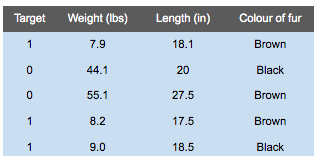 Target Weight (lbs) Length (in) Colour of fur
1 7.9 18.1 Brown
0 44.1 20 Black
0 55.1 27.5 Brown
1 8.2 17.5 Brown
1 9.0 18.5 Black